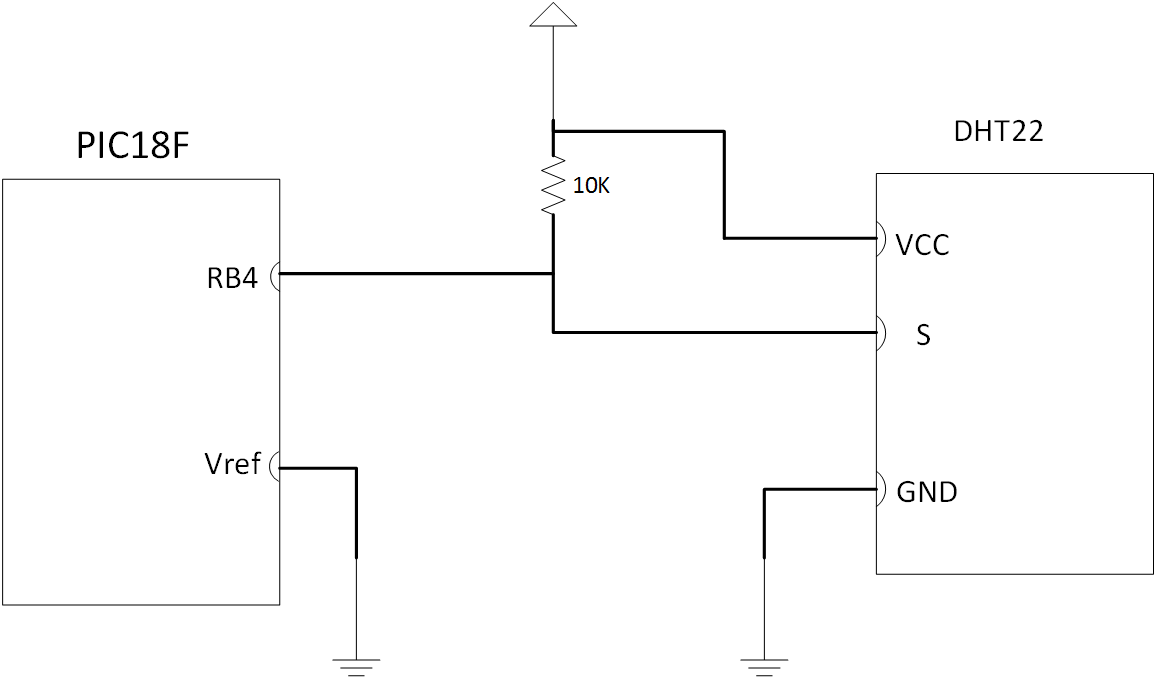 PIC18F
DHT22
10K
VCC
RB4
S
Vref
GND